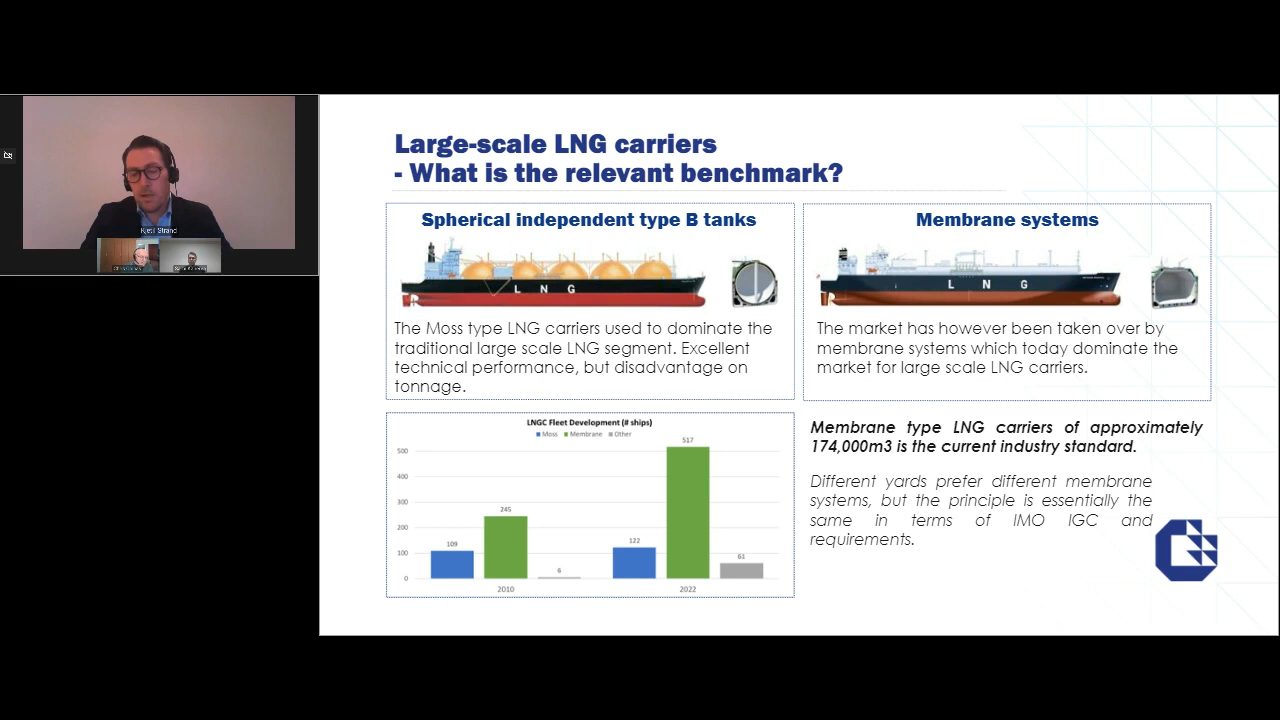 Large-scale LNG carriers
- What is the relevant benchmark?
Spherical independent type B tanks
L N G
The Moss type LNG carriers used to dominate the
traditional large scale LNG segment. Excellent
technical performance, but disadvantage on
tonnage.
Membrane systems
L N G
The market has however been taken over by
membrane systems which today dominate the
market for large scale LNG carriers.
LNGC Fleet Development (# ships)
Moss Membrane Other
500
400
300
200
100
0
109
245
6
122
517
61
2010
2022
Membrane type LNG carriers of approximately
174,000m3 is the current industry standard.
Different yards prefer different membrane
systems, but the principle is essentially the
same in terms of IMO IGC and
requirements.
Kjetil Strand